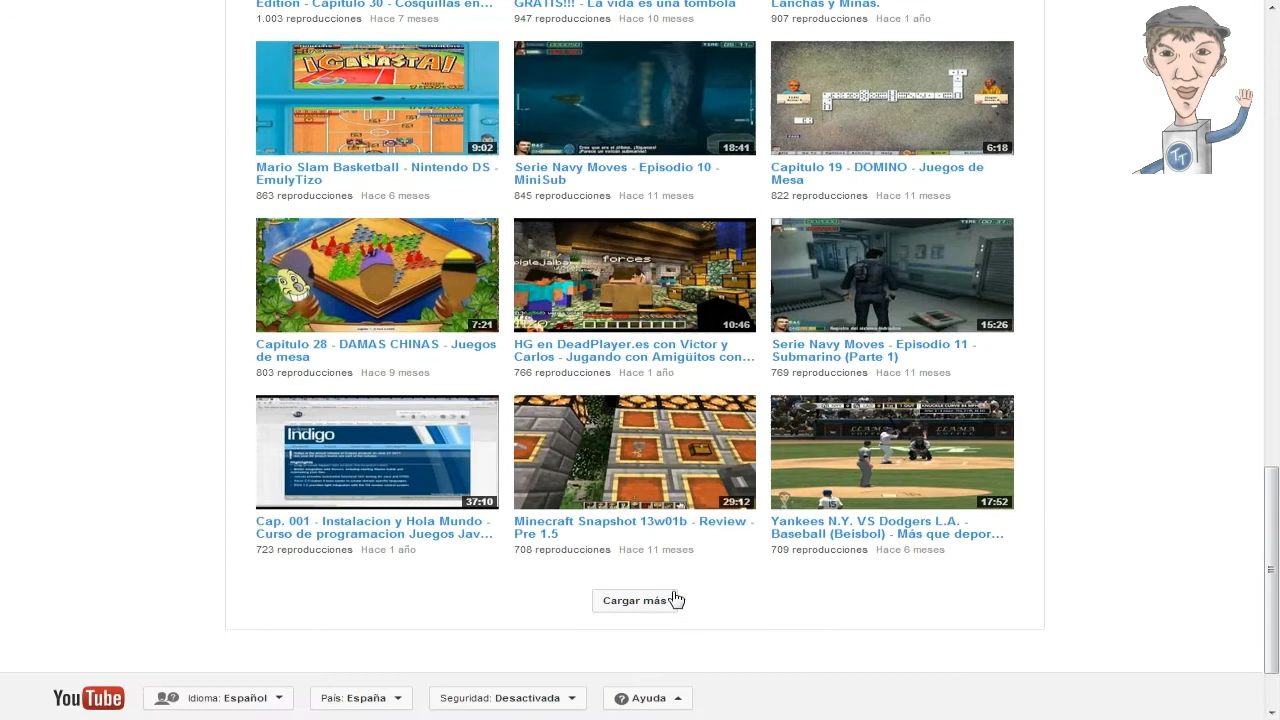 Edition - Capitulo 30 - Cosquillas en...
GRATIS!!! - La vida es una tombola
Lanchas y Minas.
1.003 reproducciones Hace 7 meses
947 reproducciones Hace 10 meses
907 reproducciones Hace 1 año
¡CANASTA!
9:02
18:41
6:18
Mario Slam Basketball - Nintendo DS -
EmulyTizo
863 reproducciones Hace 6 meses
Serie Navy Moves - Episodio 10 -
MiniSub
845 reproducciones Hace 11 meses
Capitulo 19 - DOMINO - Juegos de
Mesa
822 reproducciones Hace 11 meses
TT
forces
7:21
10:46
15:26
Capitulo 28 - DAMAS CHINAS - Juegos
de mesa
803 reproducciones Hace 9 meses
HG en DeadPlayer.es con Victor y
Carlos - Jugando con Amigüitos con...
766 reproducciones Hace 1 año
Serie Navy Moves - Episodio 11 -
Submarino (Parte 1)
769 reproducciones Hace 11 meses
Indigo
LLAMA
LLAMA
37:10
29:12
17:52
Cap. 001 - Instalacion y Hola Mundo -
Curso de programacion Juegos Jav...
723 reproducciones Hace 1 año
Minecraft Snapshot 13w01b - Review -
Pre 1.5
708 reproducciones Hace 11 meses
Yankees N.Y. VS Dodgers L.A. -
Baseball (Beisbol) - Más que depor...
709 reproducciones Hace 6 meses
Cargar más
YouTube
Idioma: Español
País: España
Seguridad: Desactivada
Ayuda